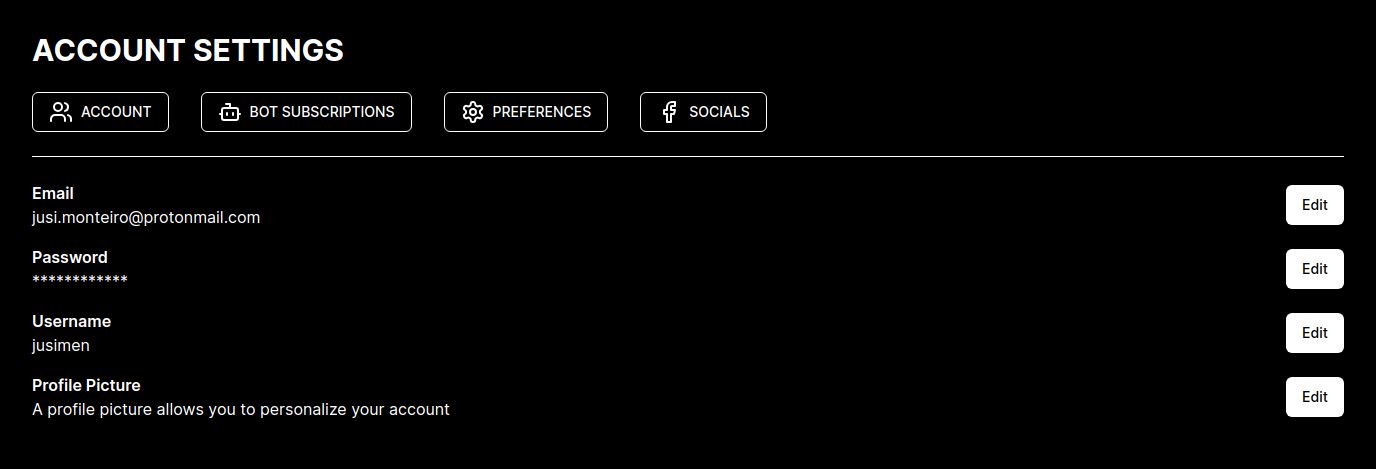 ACCOUNT SETTINGS
ACCOUNT BOT SUBSCRIPTIONS PREFERENCES SOCIALS
Email
jusi.monteiro@protonmail.com
Edit
Password
************
Edit
Username
jusimen
Edit
Profile Picture
A profile picture allows you to personalize your account
Edit